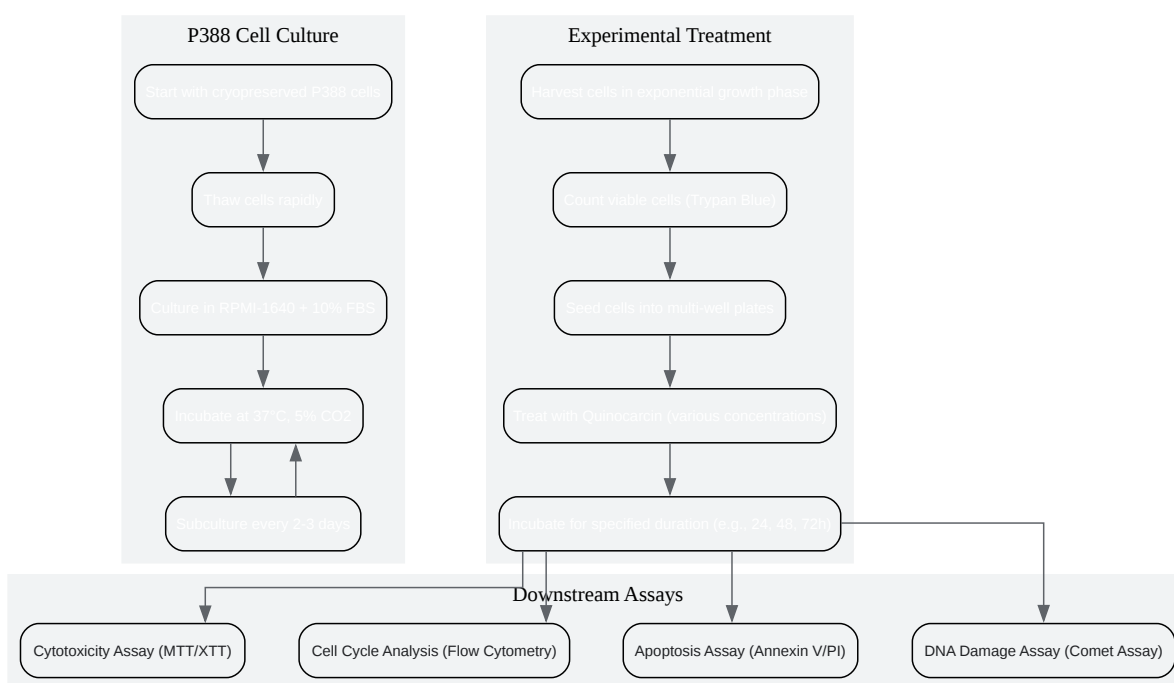 P388 Cell Culture
Start with cryopreserved P388 cells
Thaw cells rapidly
Culture in RPMI-1640 + 10% FBS
Incubate at 37°C, 5% CO2
Subculture every 2-3 days
Experimental Treatment
Harvest cells in exponential growth phase
Count viable cells (Trypan Blue)
Seed cells into multi-well plates
Treat with Quinocarcin (various concentrations)
Incubate for specified duration (e.g., 24, 48, 72h)
Downstream Assays
Cytotoxicity Assay (MTT/XTT)
Cell Cycle Analysis (Flow Cytometry)
Apoptosis Assay (Annexin V/PI)
DNA Damage Assay (Comet Assay)